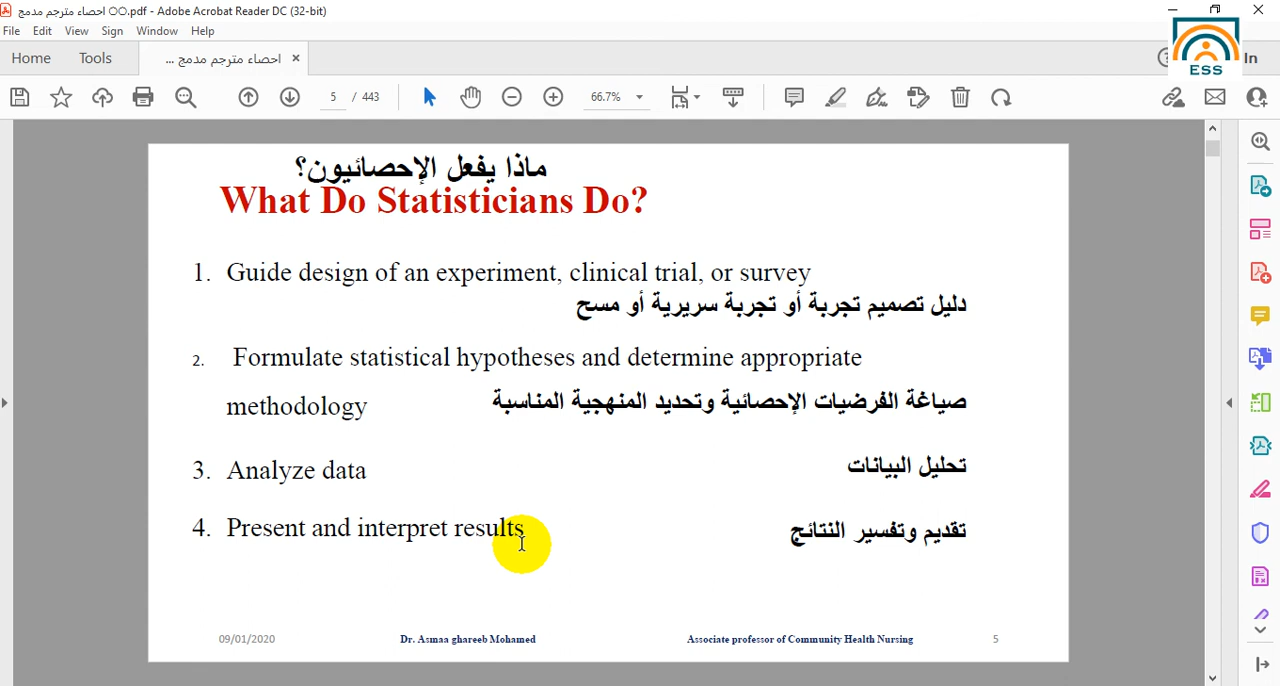 احصاء مترجم مدمج ○○.pdf - Adobe Acrobat Reader DC (32-bit)
File Edit View Sign Window Help
Home Tools احصاء مترجم مدمج ... × In
ESS
5 / 443 66.7%
ماذا يفعل الإحصائيون؟
What Do Statisticians Do?
1. Guide design of an experiment, clinical trial, or survey
دليل تصميم تجربة أو تجربة سريرية أو مسح
2. Formulate statistical hypotheses and determine appropriate
methodology صياغة الفرضيات الإحصائية وتحديد المنهجية المناسبة
3. Analyze data تحليل البيانات
4. Present and interpret results تقديم وتفسير النتائج
09/01/2020 Dr. Asmaa ghareeb Mohamed Associate professor of Community Health Nursing 5